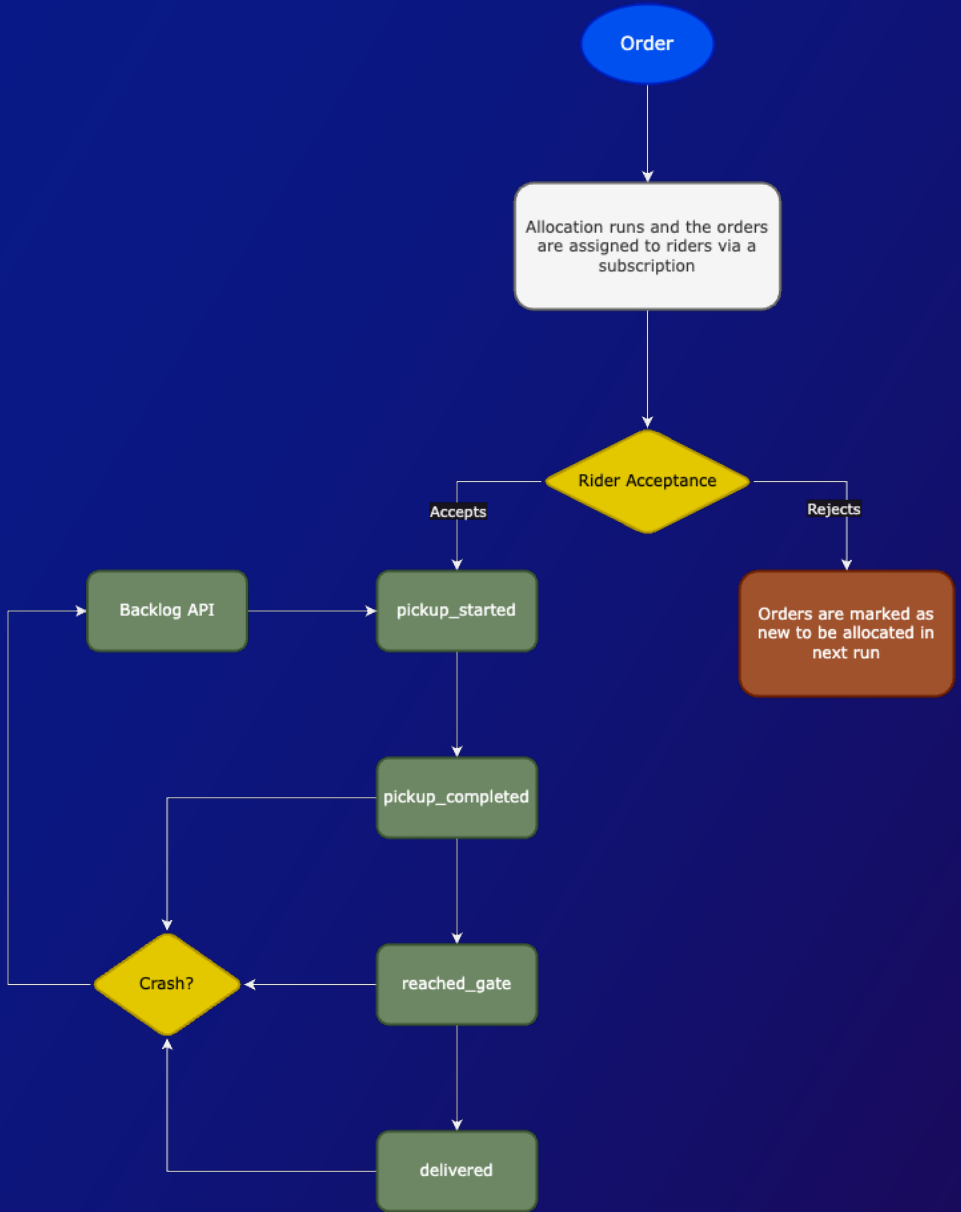 Order
Allocation runs and the orders
are assigned to riders via a
subscription
Rider Acceptance
Accepts
Rejects
Backlog API
pickup_started
Orders are marked as
new to be allocated in
next run
pickup_completed
Crash?
reached_gate
delivered